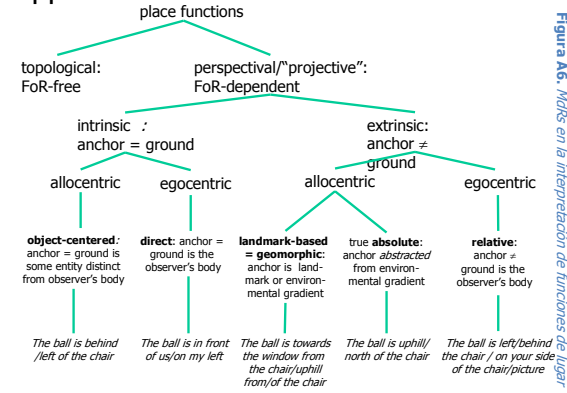 place functions
topological:
FoR-free
perspectival/"projective":
FoR-dependent
intrinsic :
anchor = ground
extrinsic:
anchor ≠
ground
allocentric
egocentric
allocentric
egocentric
object-centered:
anchor = ground is
some entity distinct
from observer's body
direct: anchor =
ground is the
observer's body
landmark-based
= geomorphic:
anchor is land-
mark or environ-
mental gradient
true absolute:
anchor abstracted
from environ-
mental gradient
relative:
anchor ≠
ground is the
observer's body
The ball is behind
/left of the chair
The ball is in front
of us/on my left
The ball is towards
the window from
the chair/uphill
from/of the chair
The ball is uphill/
north of the chair
The ball is left/behind
the chair / on your side
of the chair/picture
Figura A6. MdRs en la interpretación de funciones de lugar